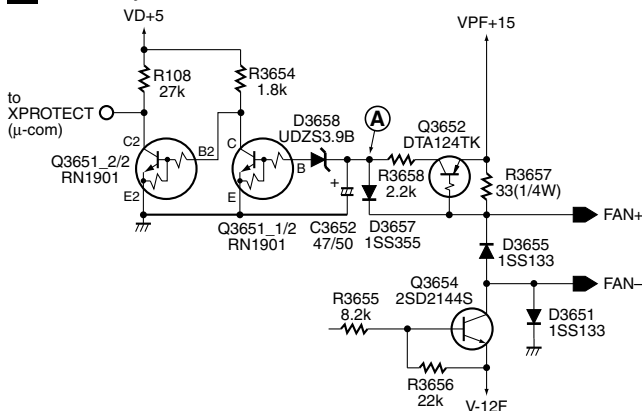 VD+5
VPF+15
R108
27k
R3654
1.8k
to
XPROTECT
(μ-com)
D3658
UDZS3.9B
A
Q3652
DTA124TK
C2
B2
C
B
R3658
2.2k
R3657
33(1/4W)
Q3651_2/2
RN1901
+
E2
E
FAN+
Q3651_1/2
RN1901
C3652
47/50
D3657
1SS355
D3655
1SS133
FAN–
Q3654
2SD2144S
R3655
8.2k
D3651
1SS133
R3656
22k